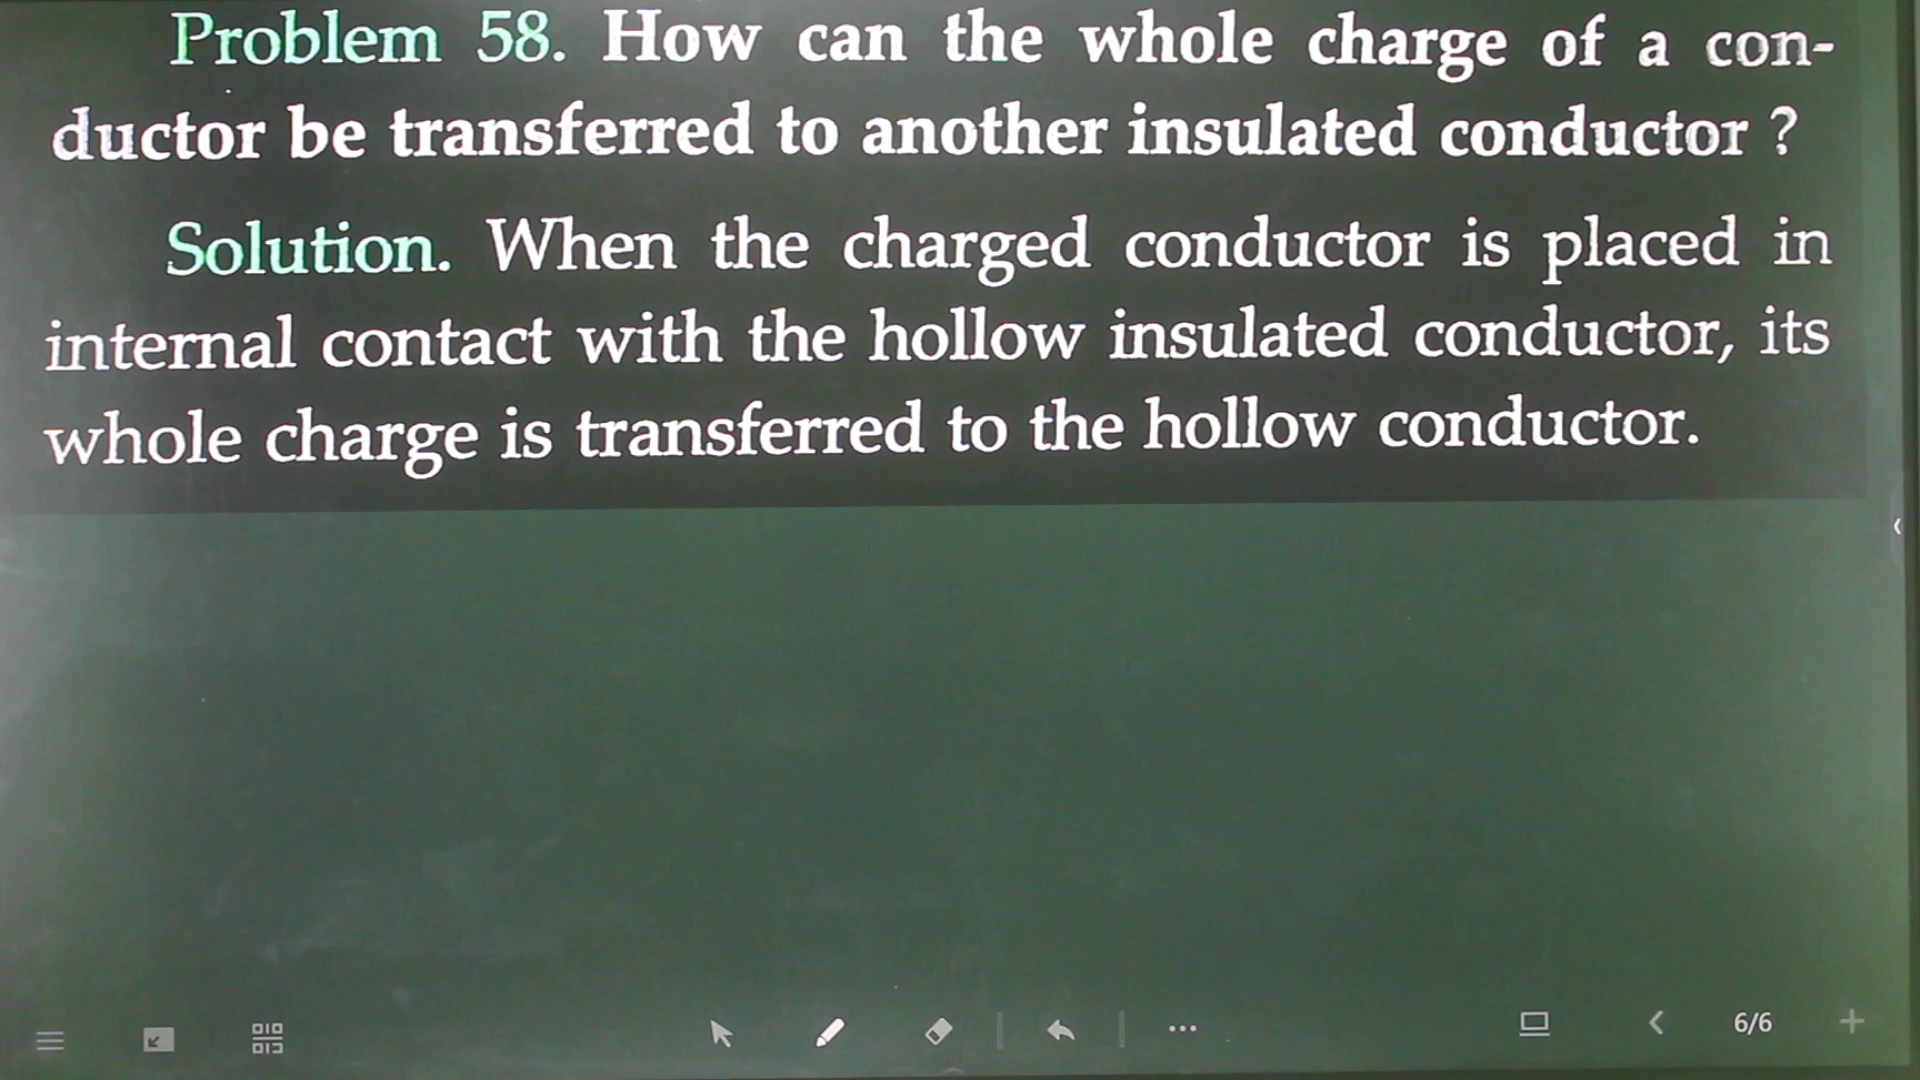 Problem 58. How can the whole charge of a con-
ductor be transferred to another insulated conductor ?
Solution. When the charged conductor is placed in
internal contact with the hollow insulated conductor, its
whole charge is transferred to the hollow conductor.
6/6